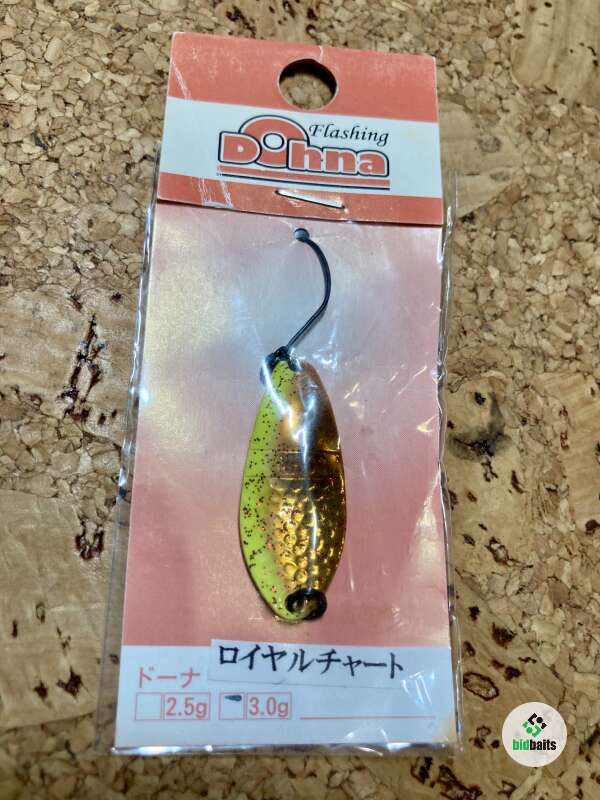 Flashing
Dohna
ロイヤルチャート
ドーナ
2.5g 3.0g
bidbaits